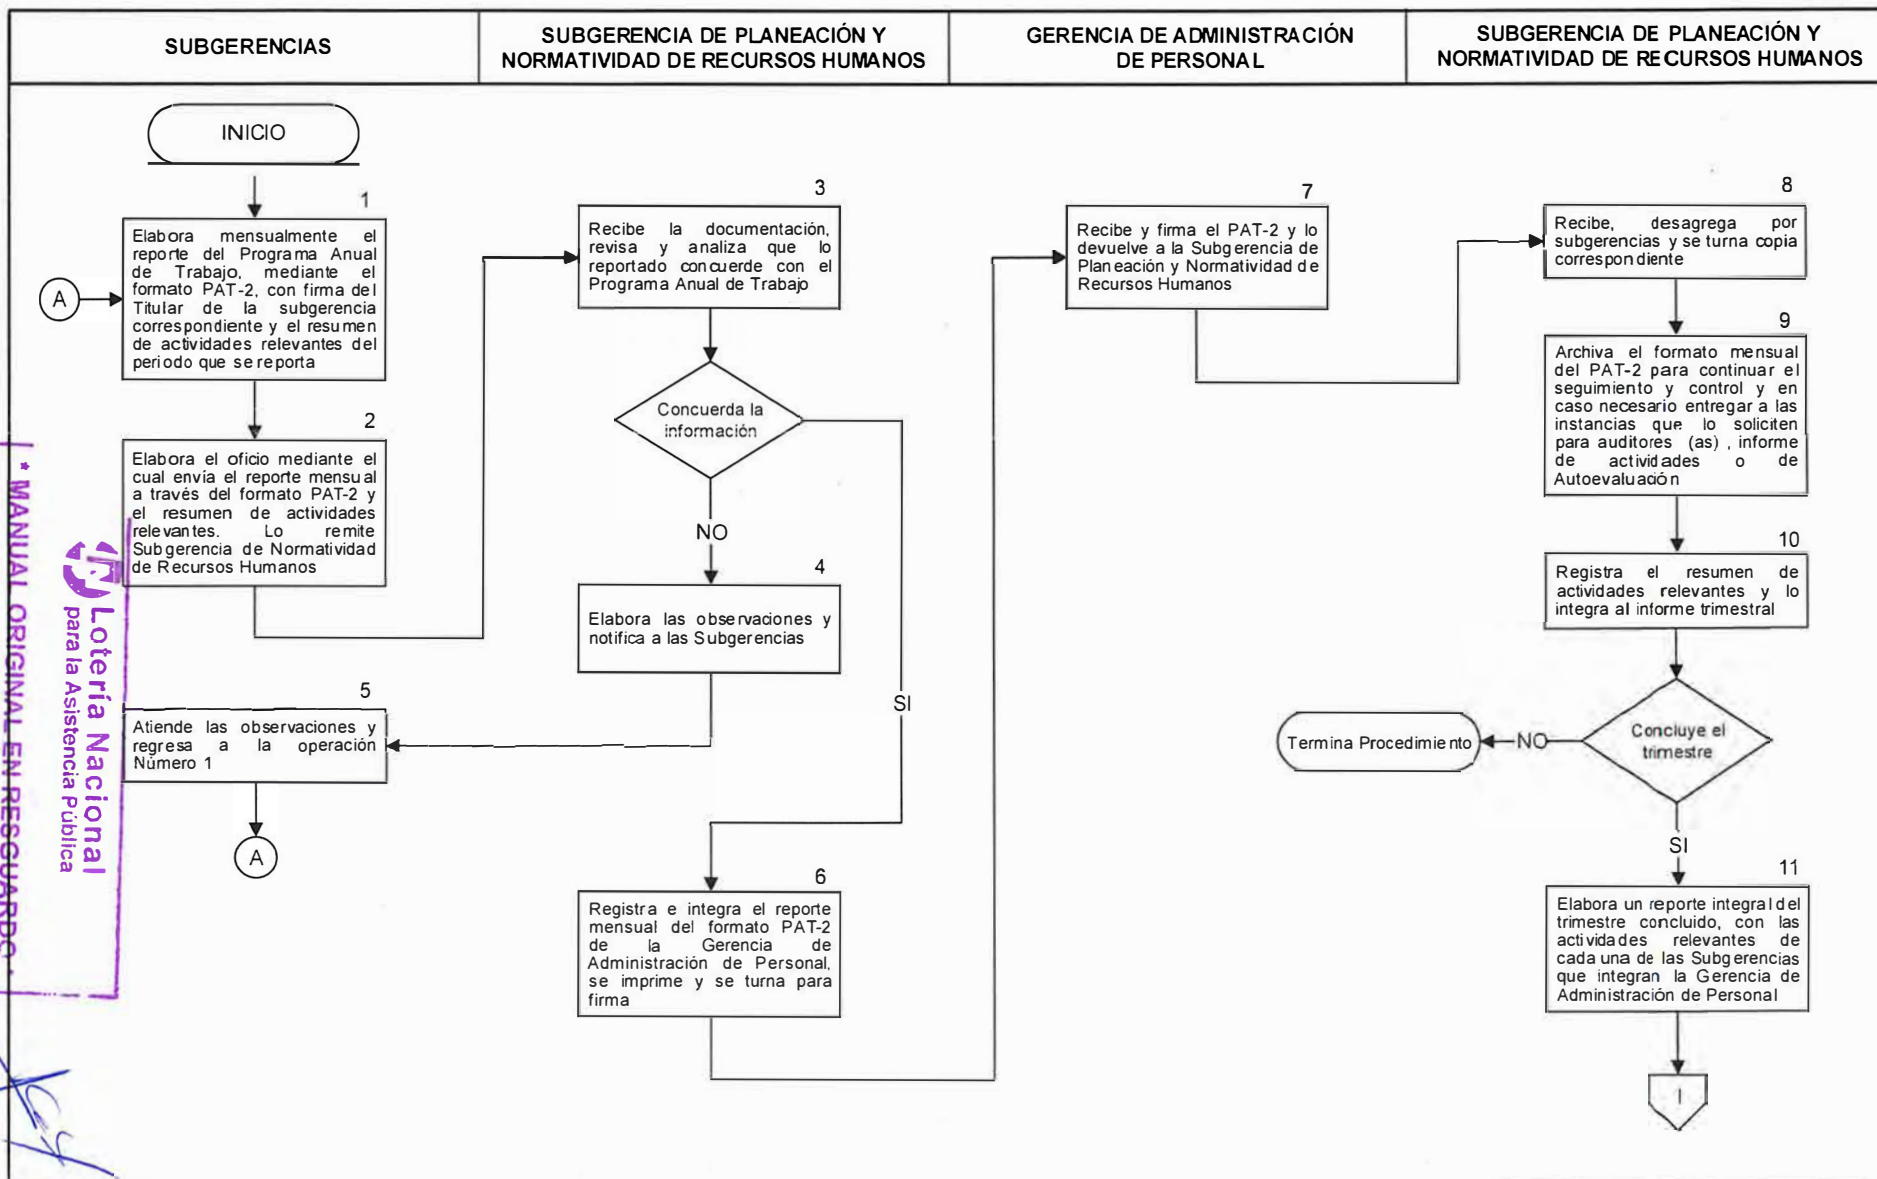 SUBGERENCIAS
SUBGERENCIA DE PLANEACIÓN Y
NORMATIVIDAD DE RECURSOS HUMANOS
GERENCIA DE ADMINISTRACIÓN
DE PERSONAL
SUBGERENCIA DE PLANEACIÓN Y
NORMATIVIDAD DE RECURSOS HUMANOS
INICIO
1
Elabora mensualmente el
reporte del Programa Anual
de Trabajo, mediante el
formato PAT-2, con firma del
Titular de la subgerencia
correspondiente y el resumen
de actividades relevantes del
periodo que se reporta
A
2
Elabora el oficio mediante el
cual envía el reporte mensual
a través del formato PAT-2 y
el resumen de actividades
relevantes. Lo remite
Subgerencia de Normatividad
de Recursos Humanos
5
Atiende las observaciones y
regresa a la operación
Número 1
A
3
Recibe la documentación,
revisa y analiza que lo
reportado concuerde con el
Programa Anual de Trabajo
Concuerda la
información
NO
SI
4
Elabora las observaciones y
notifica a las Subgerencias
6
Registra e integra el reporte
mensual del formato PAT-2
de la Gerencia de
Administración de Personal,
se imprime y se turna para
firma
7
Recibe y firma el PAT-2 y lo
devuelve a la Subgerencia de
Planeación y Normatividad de
Recursos Humanos
8
Recibe, desagrega por
subgerencias y se turna copia
correspondiente
9
Archiva el formato mensual
del PAT-2 para continuar el
seguimiento y control y en
caso necesario entregar a las
instancias que lo soliciten
para auditores (as) , informe
de actividades o de
Autoevaluación
10
Registra el resumen de
actividades relevantes y lo
integra al informe trimestral
Concluye el
trimestre
NO
Termina Procedimiento
SI
11
Elabora un reporte integral del
trimestre concluido, con las
actividades relevantes de
cada una de las Subgerencias
que integran la Gerencia de
Administración de Personal
I
Lotería Nacional
para la Asistencia Pública
* MANUAL ORIGINAL EN RESGUARDO *